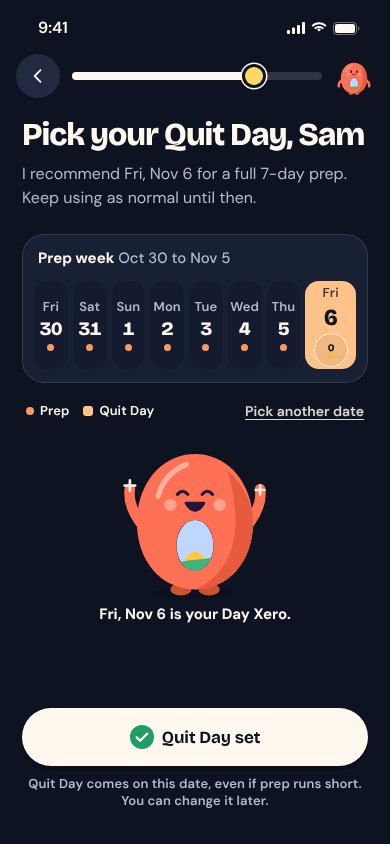 9:41
Pick your Quit Day, Sam
I recommend Fri, Nov 6 for a full 7-day prep.
Keep using as normal until then.
Prep week Oct 30 to Nov 5
Fri Sat Sun Mon Tue Wed Thu Fri
30 31 1 2 3 4 5 6
0
Prep Quit Day Pick another date
Fri, Nov 6 is your Day Xero.
Quit Day set
Quit Day comes on this date, even if prep runs short.
You can change it later.